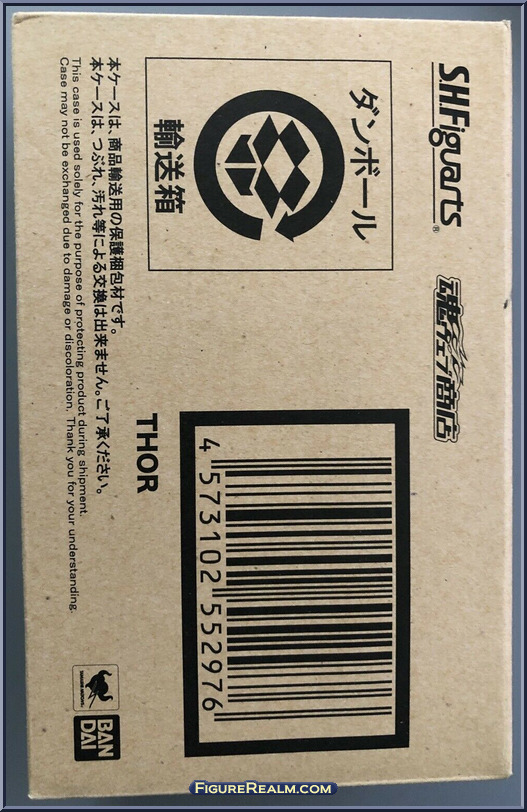 S.H.Figuarts®
魂ウェブ商店
ダンボール
輸送箱
4 573102 552976
THOR
本ケースは、商品輸送用の保護梱包材です。
本ケースは、つぶれ、汚れ等による交換は出来ません。ご了承ください。
This case is used solely for the purpose of protecting product during shipment.
Case may not be exchanged due to damage or discoloration. Thank you for your understanding.
TAMASHII NATIONS
BAN
DAI
FIGUREREALM.COM